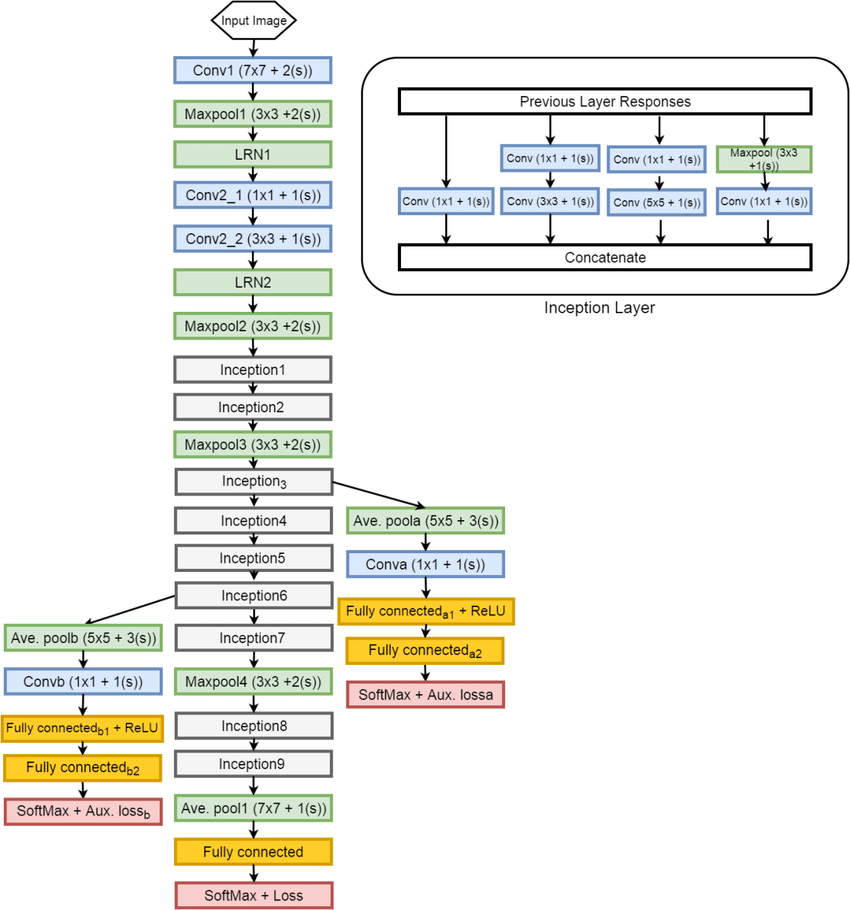 Input Image
Conv1 (7x7 + 2(s))
Maxpool1 (3x3 +2(s))
LRN1
Conv2_1 (1x1 + 1(s))
Conv2_2 (3x3 + 1(s))
LRN2
Maxpool2 (3x3 +2(s))
Inception1
Inception2
Maxpool3 (3x3 +2(s))
Inception3
Inception4
Inception5
Inception6
Inception7
Maxpool4 (3x3 +2(s))
Inception8
Inception9
Ave. pool1 (7x7 + 1(s))
Fully connected
SoftMax + Loss
Ave. poola (5x5 + 3(s))
Conva (1x1 + 1(s))
Fully connecteda1 + ReLU
Fully connecteda2
SoftMax + Aux. lossa
Ave. poolb (5x5 + 3(s))
Convb (1x1 + 1(s))
Fully connectedb1 + ReLU
Fully connectedb2
SoftMax + Aux. lossb
Previous Layer Responses
Conv (1x1 + 1(s))
Conv (1x1 + 1(s))
Maxpool (3x3
+1(s))
Conv (1x1 + 1(s))
Conv (3x3 + 1(s))
Conv (5x5 + 1(s))
Conv (1x1 + 1(s))
Concatenate
Inception Layer